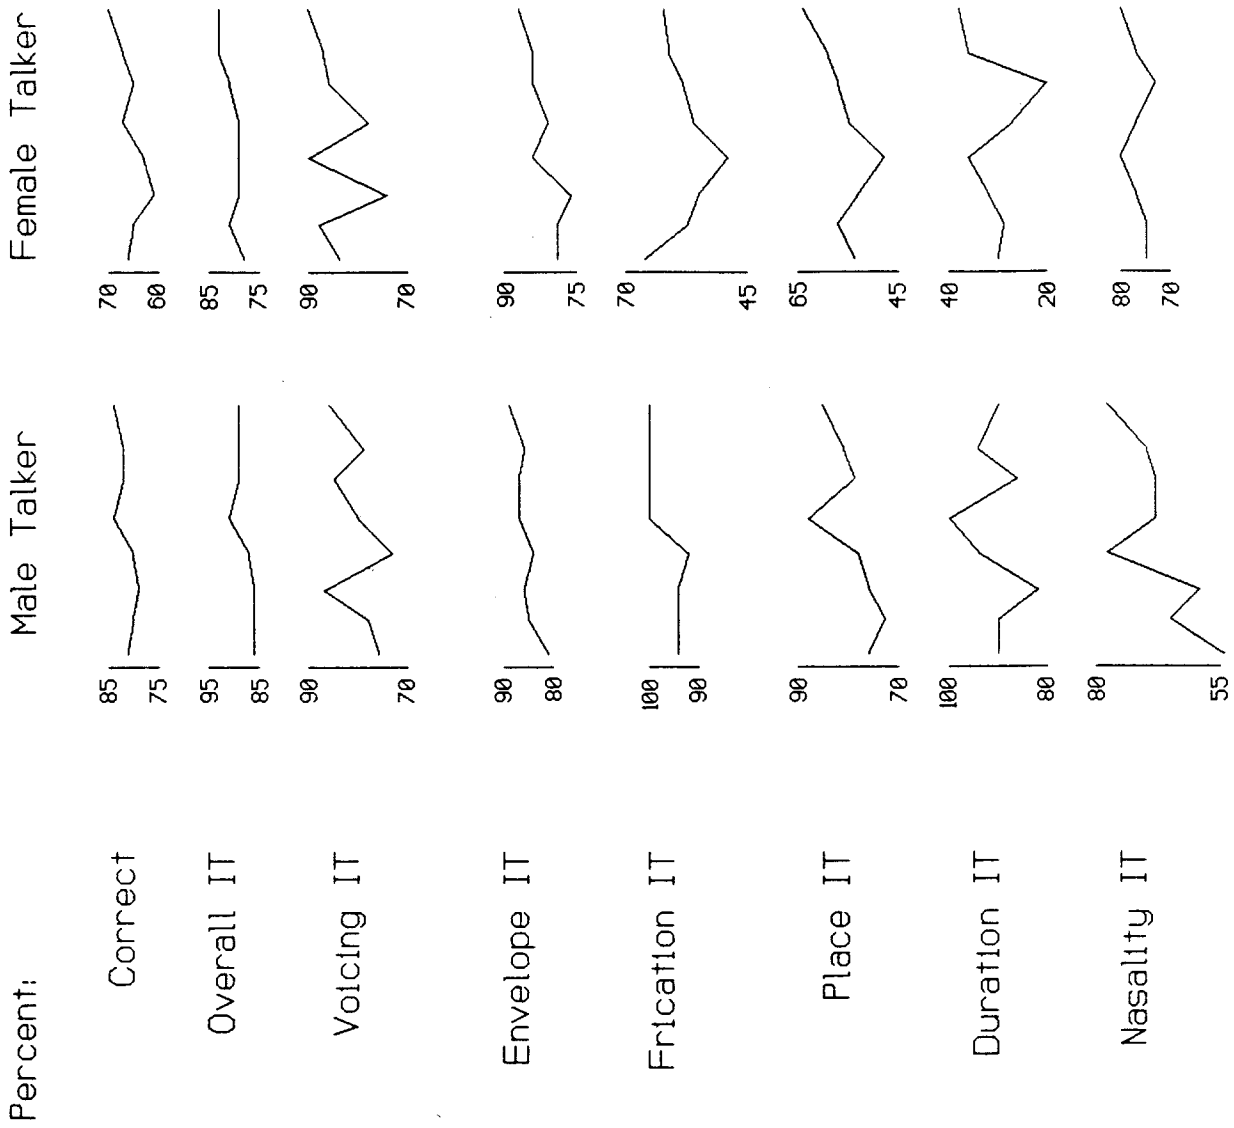 Percent:
Male Talker
Female Talker
Correct
85
75
70
60
Overall IT
95
85
85
75
Voicing IT
90
70
90
70
Envelope IT
90
80
90
75
Frication IT
100
90
70
45
Place IT
90
70
65
45
Duration IT
100
80
40
20
Nasality IT
80
55
80
70